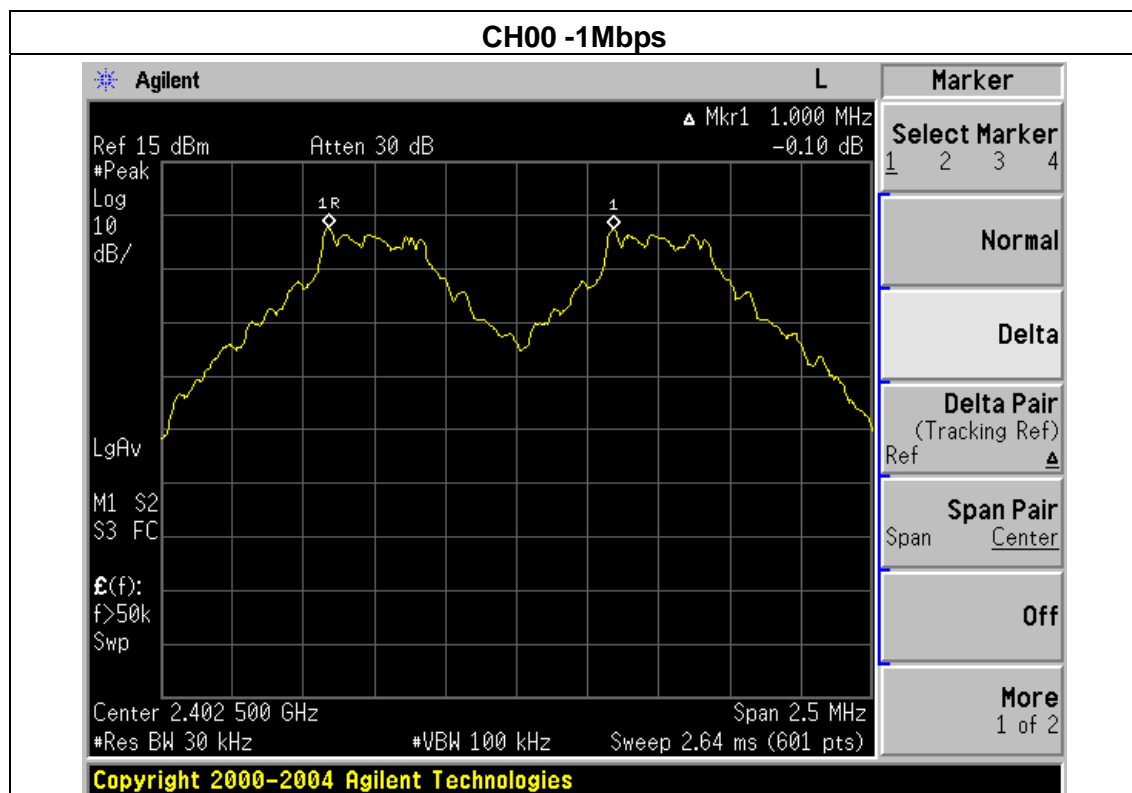 CH00 -1Mbps
Agilent L Marker
Δ Mkr1 1.000 MHz
Ref 15 dBm Atten 30 dB -0.10 dB
#Peak
Log
10
dB/
1R
1
LgAv
M1 S2
S3 FC
£(f):
f>50k
Swp
Center 2.402 500 GHz Span 2.5 MHz
#Res BW 30 kHz #VBW 100 kHz Sweep 2.64 ms (601 pts)
Copyright 2000-2004 Agilent Technologies
Select Marker
1 2 3 4
Normal
Delta
Delta Pair
(Tracking Ref)
Ref Δ
Span Pair
Span Center
Off
More
1 of 2